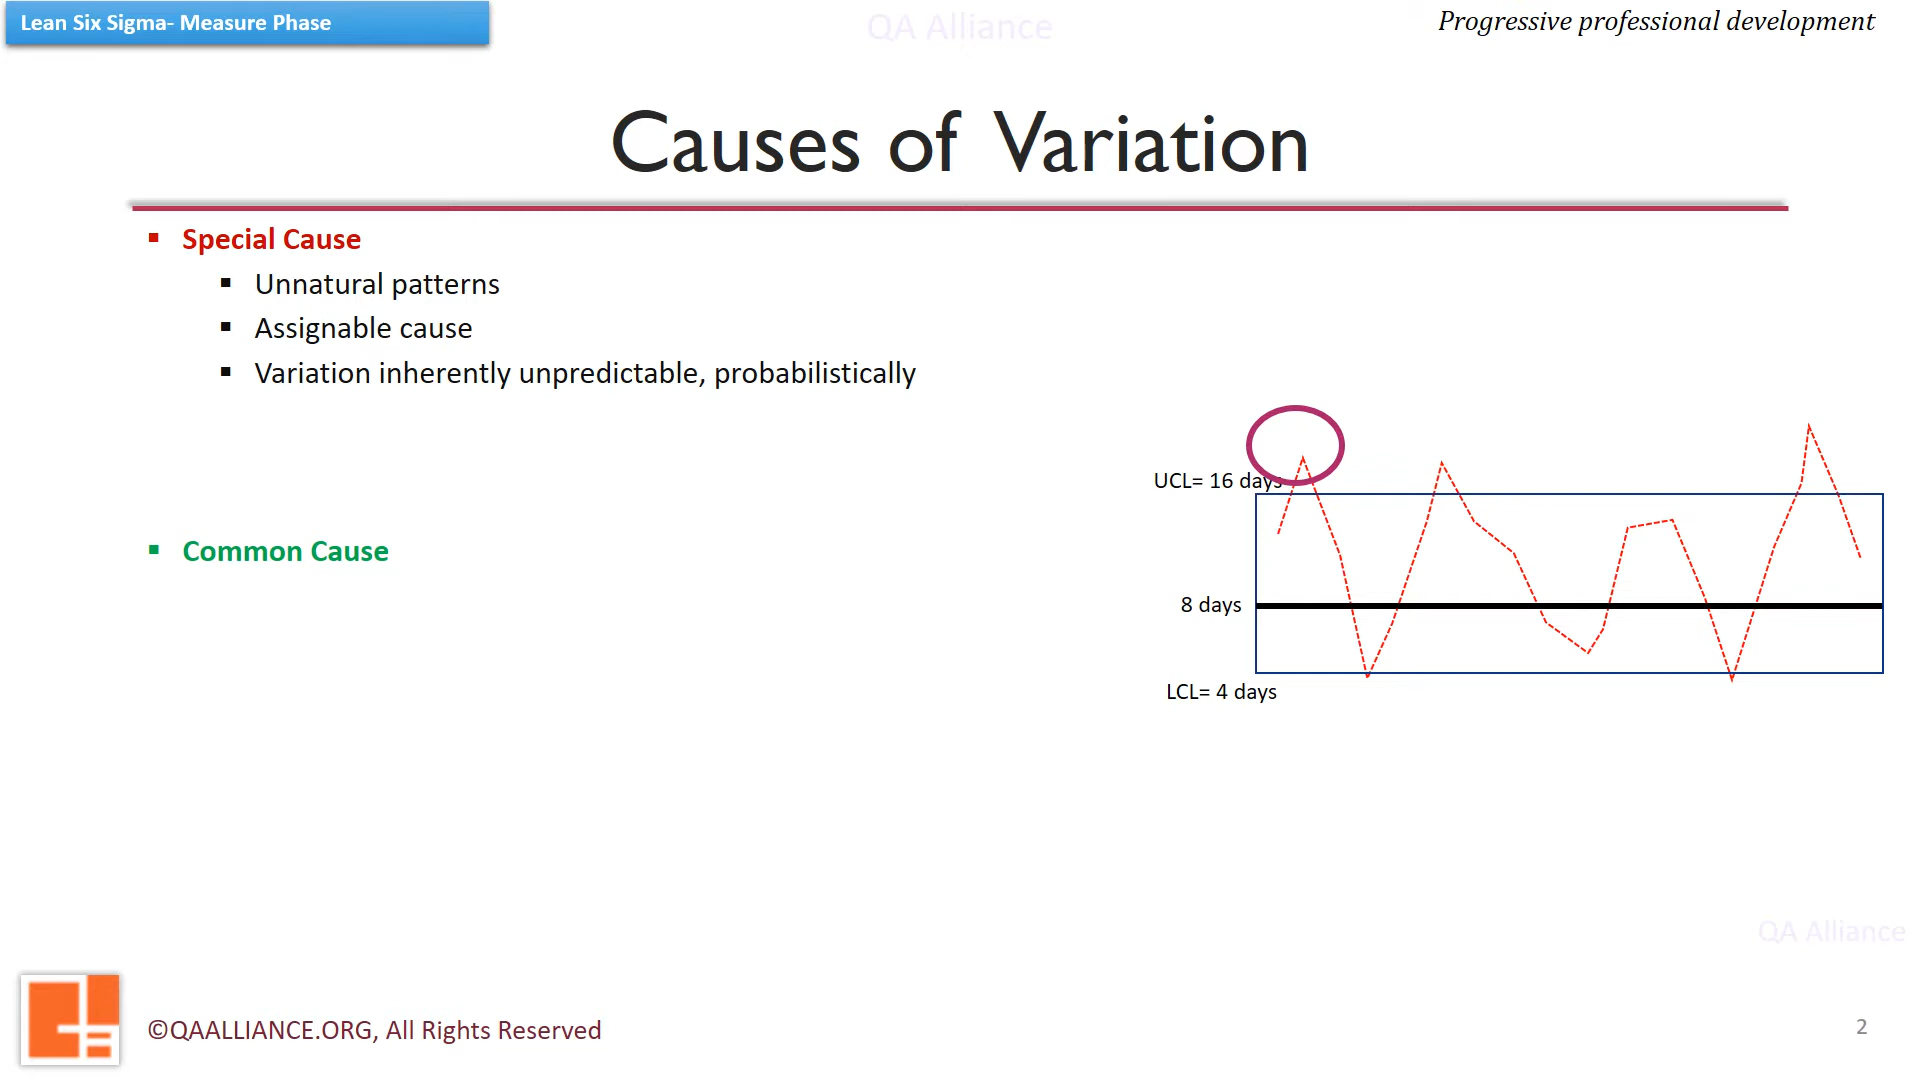 Lean Six Sigma- Measure Phase
QA Alliance
Progressive professional development
Causes of Variation
Special Cause
Unnatural patterns
Assignable cause
Variation inherently unpredictable, probabilistically
UCL= 16 days
Common Cause
8 days
LCL= 4 days
QA Alliance
©QAALLIANCE.ORG, All Rights Reserved
2